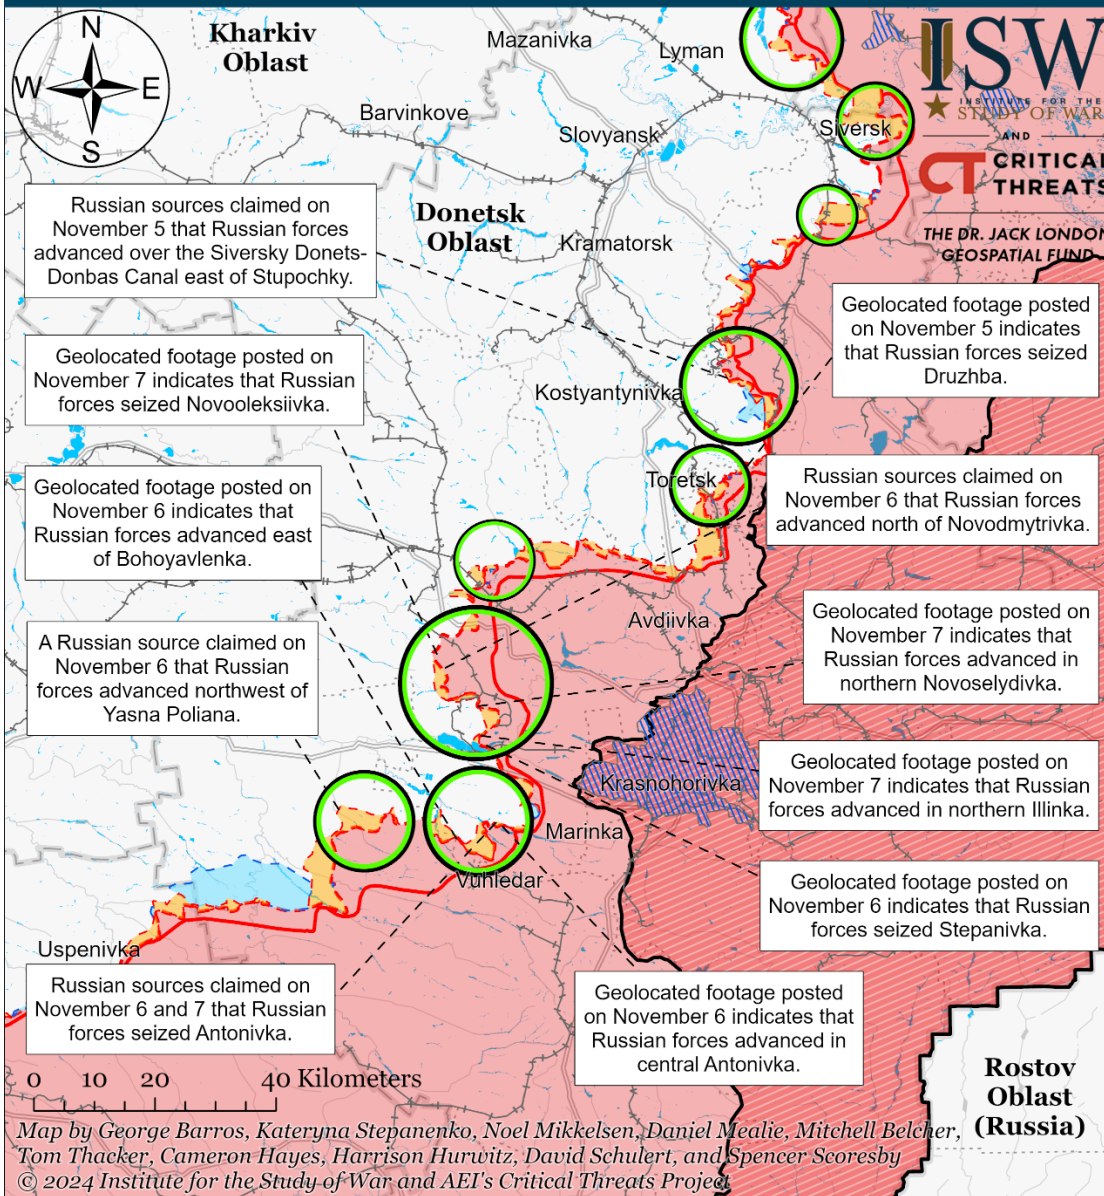 N
W
E
S
Kharkiv
Oblast
Mazanivka
Lyman
Barvinkove
Slovyansk
Siversk
ISW
INSTITUTE FOR THE
STUDY OF WAR
AND
CT CRITICAL
THREATS
THE DR. JACK LONDON
GEOSPATIAL FUND
Donetsk
Oblast
Kramatorsk
Russian sources claimed on
November 5 that Russian forces
advanced over the Siversky Donets-
Donbas Canal east of Stupochky.
Geolocated footage posted
on November 5 indicates
that Russian forces seized
Druzhba.
Geolocated footage posted on
November 7 indicates that Russian
forces seized Novooleksiivka.
Kostyantynivka
Toretsk
Russian sources claimed on
November 6 that Russian forces
advanced north of Novodmytrivka.
Geolocated footage posted on
November 6 indicates that
Russian forces advanced east
of Bohoyavlenka.
Avdiivka
Geolocated footage posted on
November 7 indicates that
Russian forces advanced in
northern Novoselydivka.
A Russian source claimed on
November 6 that Russian
forces advanced northwest of
Yasna Poliana.
Krasnohorivka
Geolocated footage posted on
November 7 indicates that Russian
forces advanced in northern Illinka.
Marinka
Vuhledar
Geolocated footage posted on
November 6 indicates that Russian
forces seized Stepanivka.
Uspenivka
Russian sources claimed on
November 6 and 7 that Russian
forces seized Antonivka.
Geolocated footage posted
on November 6 indicates that
Russian forces advanced in
central Antonivka.
Rostov
Oblast
(Russia)
0 10 20 40 Kilometers
Map by George Barros, Kateryna Stepanenko, Noel Mikkelsen, Daniel Mealie, Mitchell Belcher,
Tom Thacker, Cameron Hayes, Harrison Hurwitz, David Schulert, and Spencer Scoresby
© 2024 Institute for the Study of War and AEI's Critical Threats Project